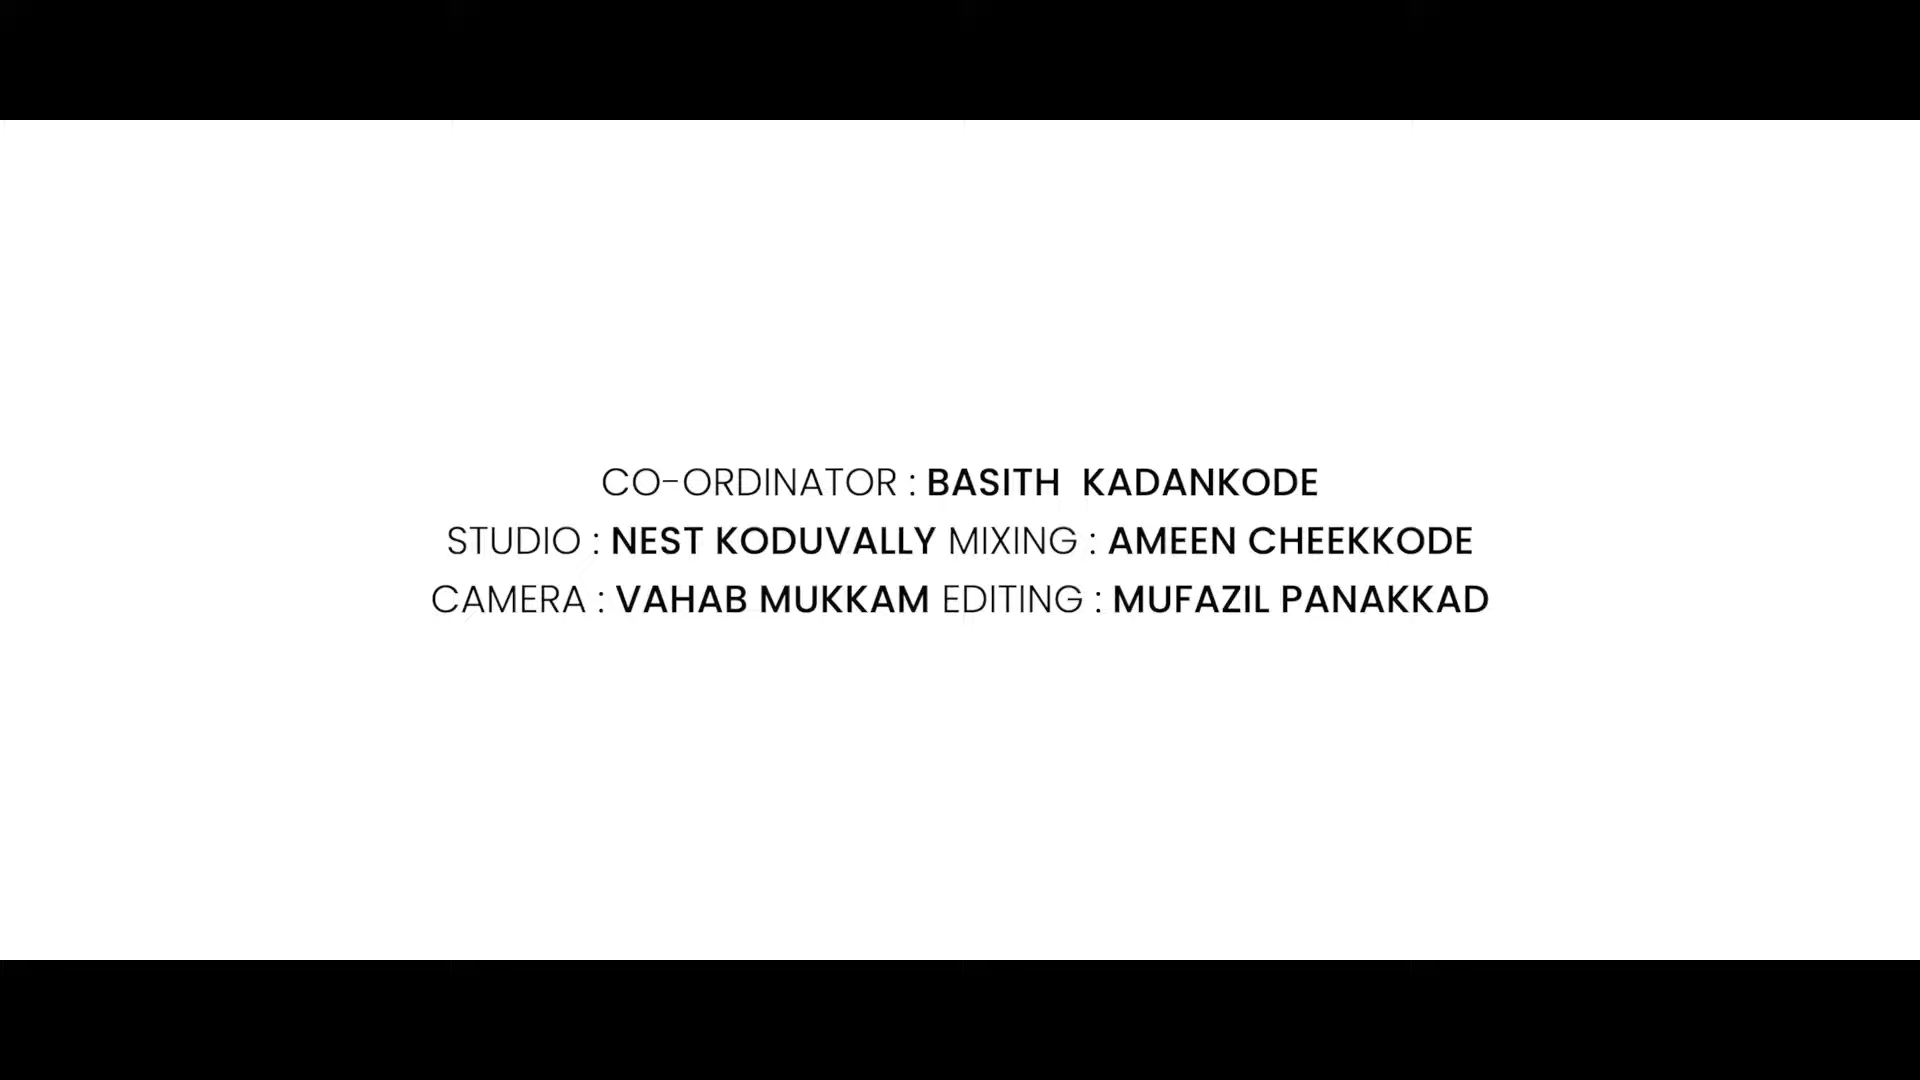 CO-ORDINATOR : BASITH  KADANKODE
STUDIO : NEST KODUVALLY MIXING : AMEEN CHEEKKODE
CAMERA : VAHAB MUKKAM EDITING : MUFAZIL PANAKKAD